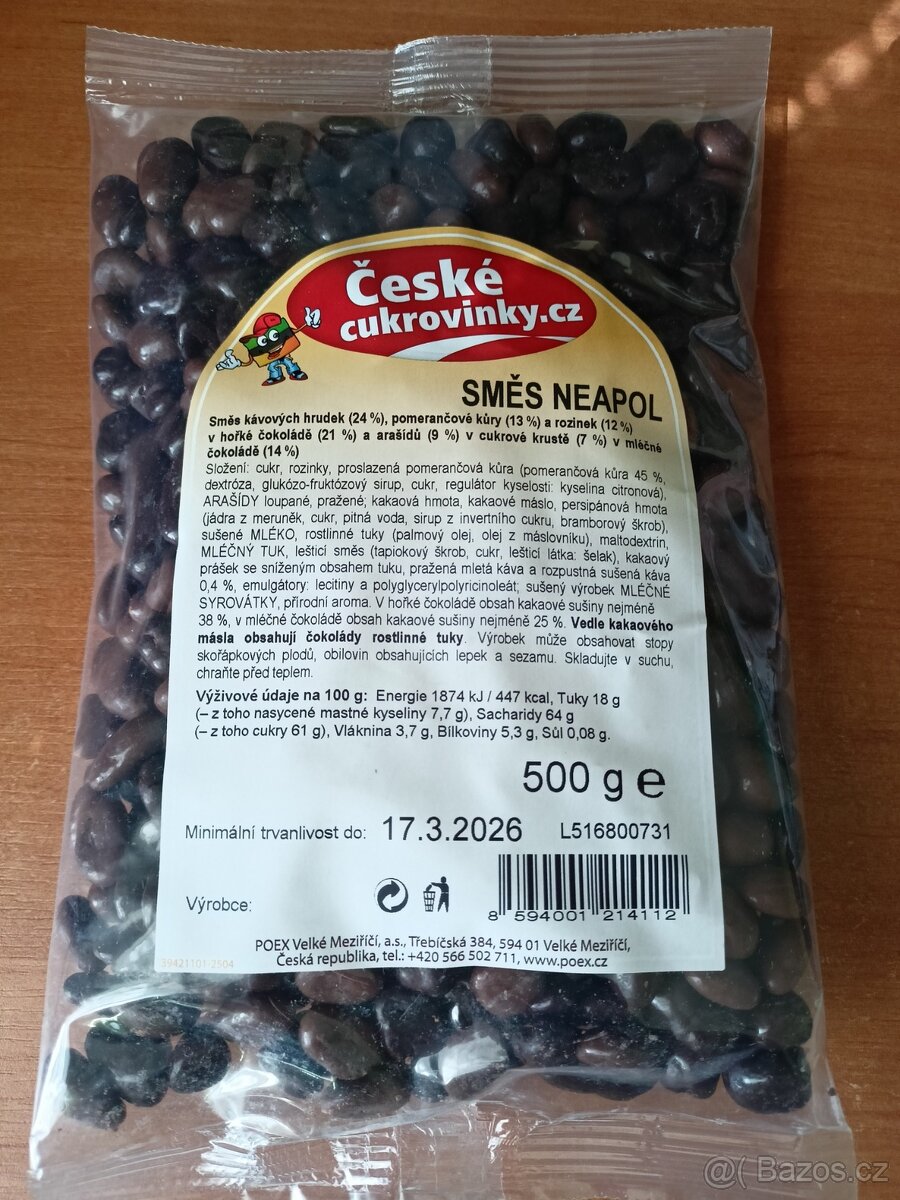 České
cukrovinky.cz
SMĚS NEAPOL
Směs kávových hrudek (24 %), pomerančové kůry (13 %) a rozinek (12 %)
v hořké čokoládě (21 %) a arašídů (9 %) v cukrové krustě (7 %) v mléčné
čokoládě (14 %)
Složení: cukr, rozinky, proslazená pomerančová kůra (pomerančová kůra 45 %,
dextróza, glukózo-fruktózový sirup, cukr, regulátor kyselosti: kyselina citronová),
ARAŠÍDY loupané, pražené; kakaová hmota, kakaové máslo, persipánová hmota
(jádra z meruněk, cukr, pitná voda, sirup z invertního cukru, bramborový škrob),
sušené MLÉKO, rostlinné tuky (palmový olej, olej z máslovníku), maltodextrin,
MLÉČNÝ TUK, lešticí směs (tapiokový škrob, cukr, lešticí látka: šelak), kakaový
prášek se sníženým obsahem tuku, pražená mletá káva a rozpustná sušená káva
0,4 %, emulgátory: lecitiny a polyglycerylpolyricinoleát; sušený výrobek MLÉČNÉ
SYROVÁTKY, přírodní aroma. V hořké čokoládě obsah kakaové sušiny nejméně
38 %, v mléčné čokoládě obsah kakaové sušiny nejméně 25 %. Vedle kakaového
másla obsahují čokolády rostlinné tuky. Výrobek může obsahovat stopy
skořápkových plodů, obilovin obsahujících lepek a sezamu. Skladujte v suchu,
chraňte před teplem.
Výživové údaje na 100 g: Energie 1874 kJ / 447 kcal, Tuky 18 g
(– z toho nasycené mastné kyseliny 7,7 g), Sacharidy 64 g
(– z toho cukry 61 g), Vláknina 3,7 g, Bílkoviny 5,3 g, Sůl 0,08 g.
500 g e
Minimální trvanlivost do: 17.3.2026 L516800731
Výrobce:
8 594001 214112
POEX Velké Meziříčí, a.s., Třebíčská 384, 594 01 Velké Meziříčí,
Česká republika, tel.: +420 566 502 711, www.poex.cz
39421101-2504
@( Bazos.cz